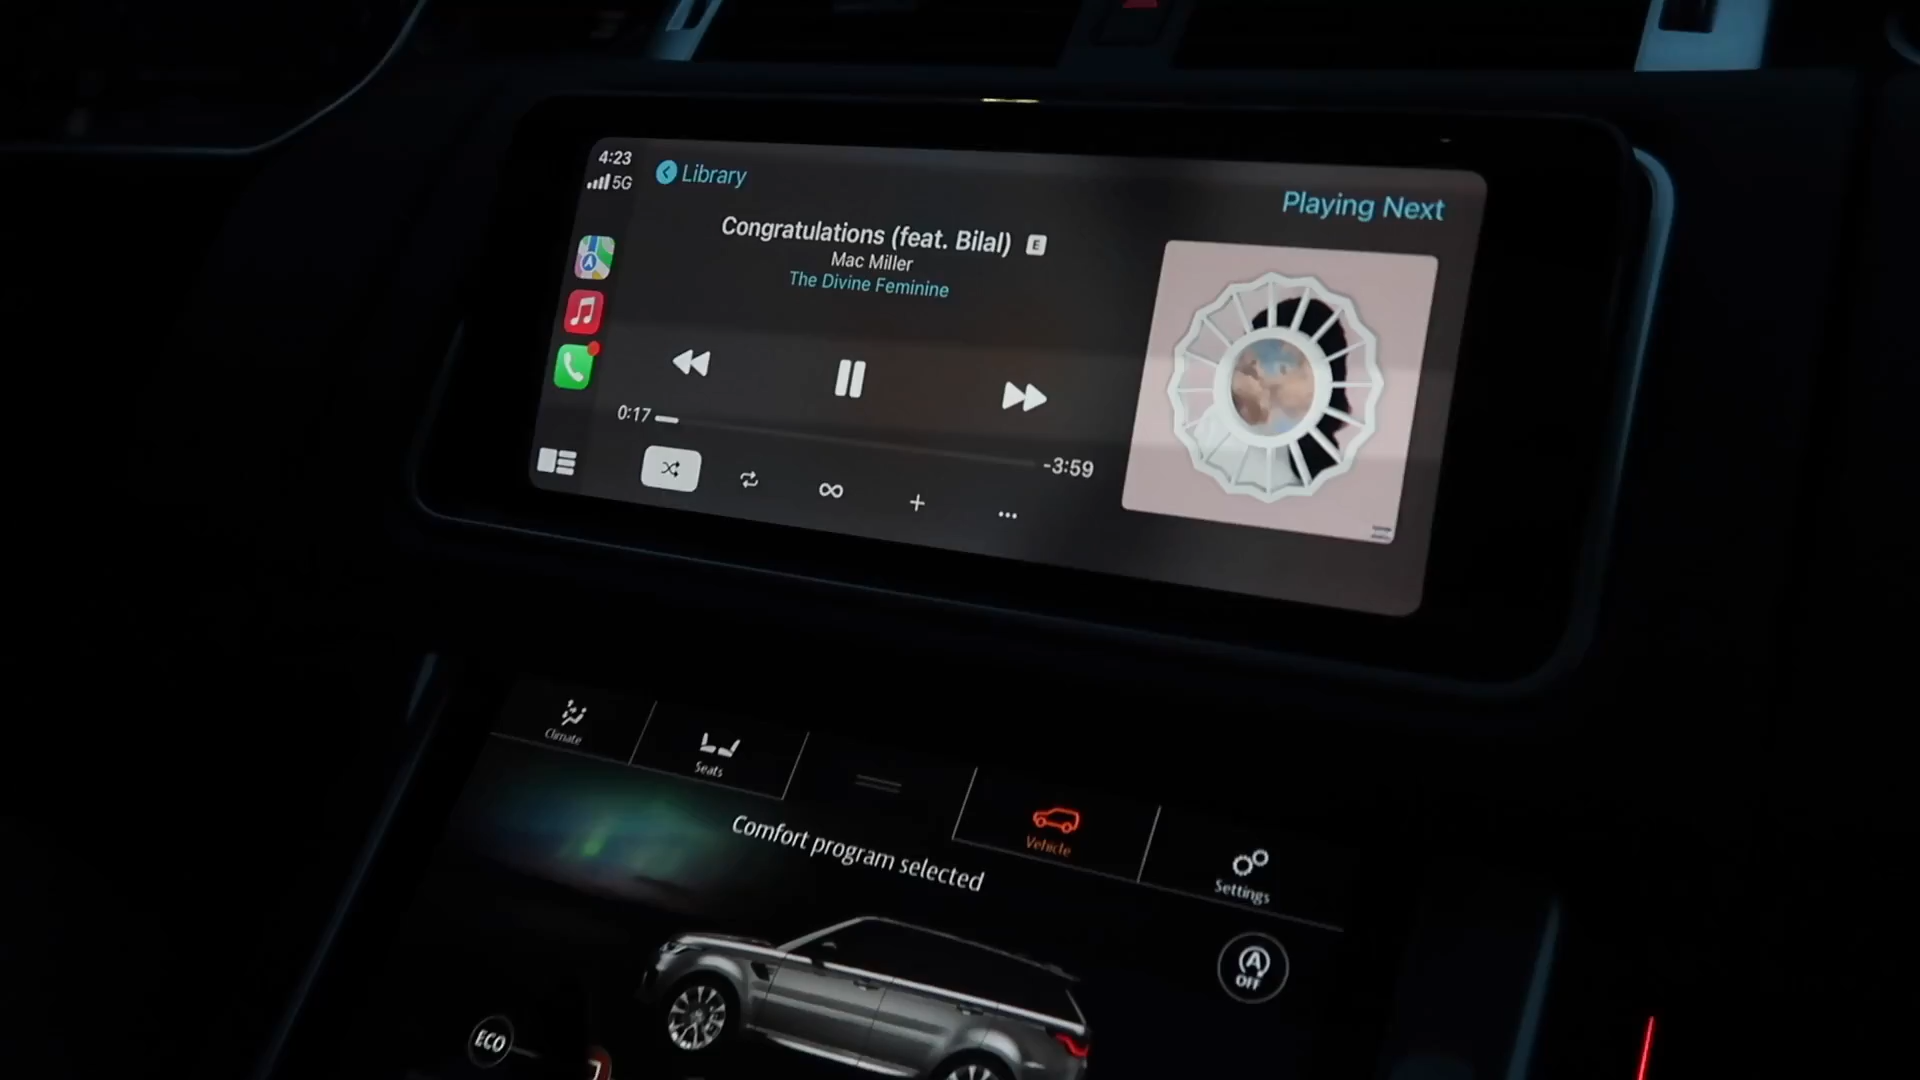 4:23
5G
Library
Playing Next
Congratulations (feat. Bilal) E
Mac Miller
The Divine Feminine
0:17
-3:59
Climate
Seats
Vehicle
Settings
Comfort program selected
A
OFF
ECO